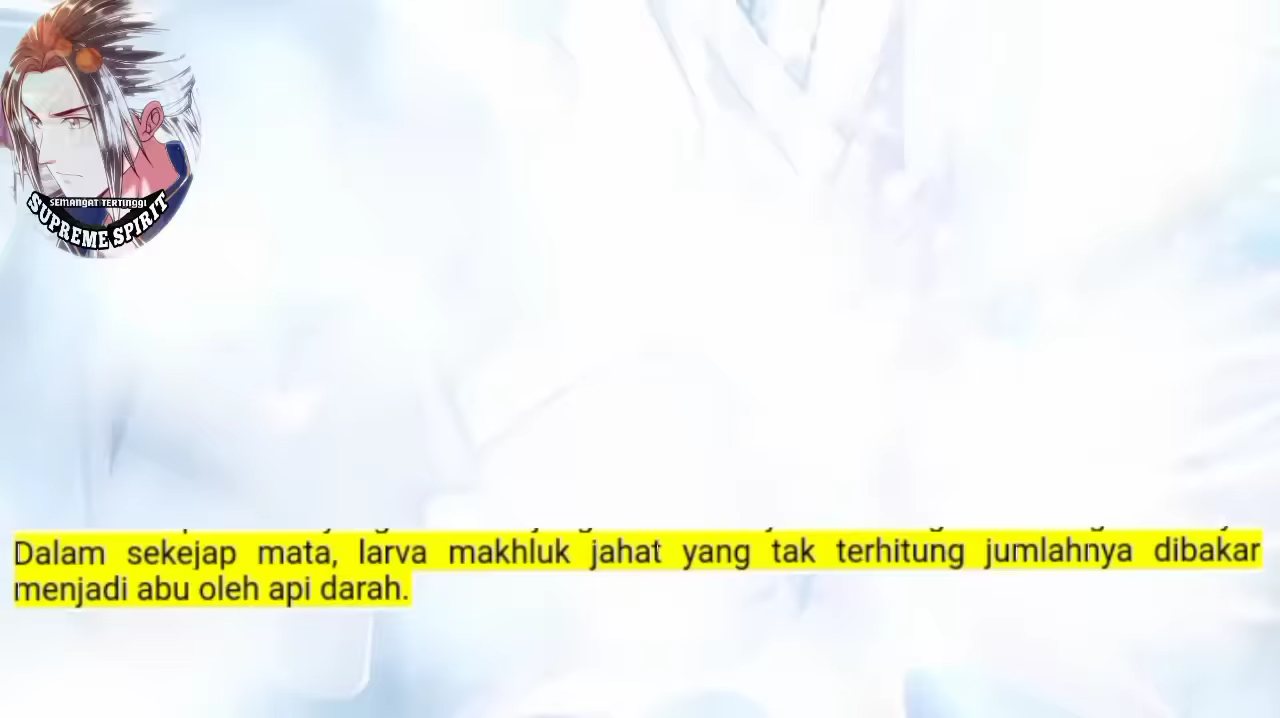 SEMANGAT TERTINGGI
SUPREME SPIRIT
Dalam sekejap mata, larva makhluk jahat yang tak terhitung jumlahnya dibakar
menjadi abu oleh api darah.